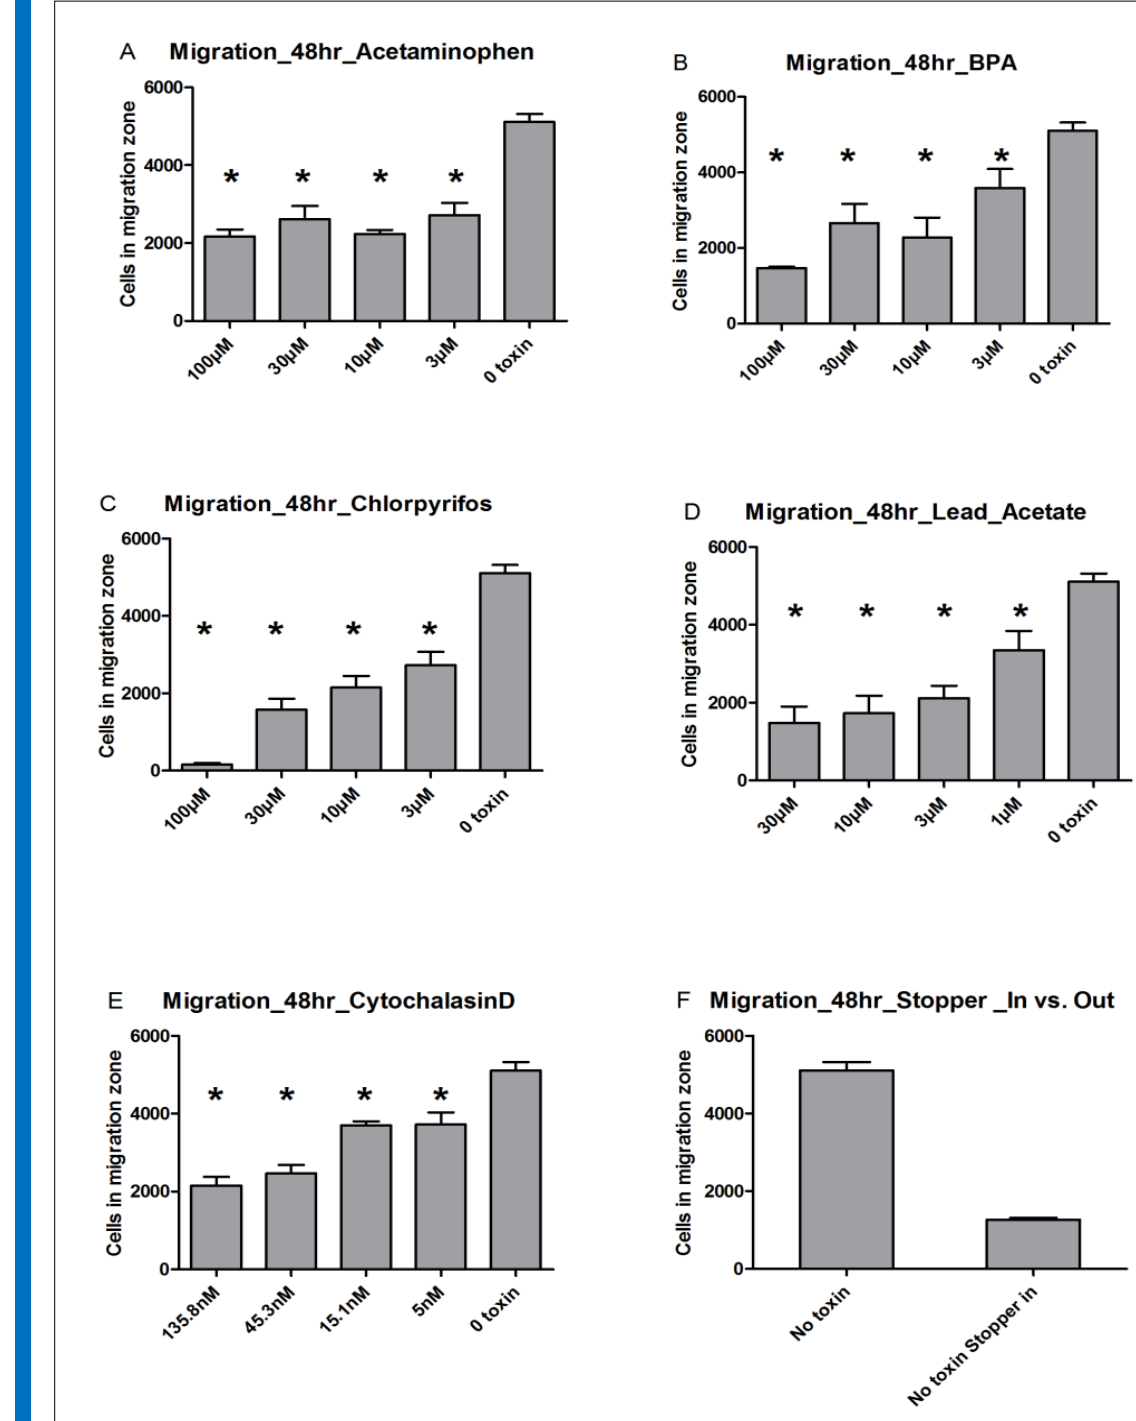 A Migration_48hr_Acetaminophen
Cells in migration zone
6000
4000
2000
0
* * * *
100µM 30µM 10µM 3µM 0 toxin
B Migration_48hr_BPA
Cells in migration zone
6000
4000
2000
0
* * * *
100µM 30µM 10µM 3µM 0 toxin
C Migration_48hr_Chlorpyrifos
Cells in migration zone
6000
4000
2000
0
* * * *
100µM 30µM 10µM 3µM 0 toxin
D Migration_48hr_Lead_Acetate
Cells in migration zone
6000
4000
2000
0
* * * *
30µM 10µM 3µM 1µM 0 toxin
E Migration_48hr_CytochalasinD
Cells in migration zone
6000
4000
2000
0
* * * *
135.8nM 45.3nM 15.1nM 5nM 0 toxin
F Migration_48hr_Stopper _In vs. Out
Cells in migration zone
6000
4000
2000
0
No toxin No toxin Stopper in